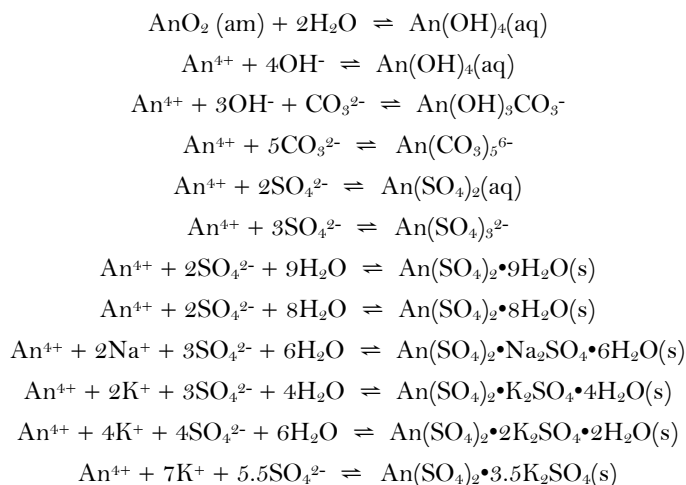 AnO₂ (am) + 2H₂O ⇌ An(OH)₄(aq)
An⁴⁺ + 4OH⁻ ⇌ An(OH)₄(aq)
An⁴⁺ + 3OH⁻ + CO₃²⁻ ⇌ An(OH)₃CO₃⁻
An⁴⁺ + 5CO₃²⁻ ⇌ An(CO₃)₅⁶⁻
An⁴⁺ + 2SO₄²⁻ ⇌ An(SO₄)₂(aq)
An⁴⁺ + 3SO₄²⁻ ⇌ An(SO₄)₃²⁻
An⁴⁺ + 2SO₄²⁻ + 9H₂O ⇌ An(SO₄)₂•9H₂O(s)
An⁴⁺ + 2SO₄²⁻ + 8H₂O ⇌ An(SO₄)₂•8H₂O(s)
An⁴⁺ + 2Na⁺ + 3SO₄²⁻ + 6H₂O ⇌ An(SO₄)₂•Na₂SO₄•6H₂O(s)
An⁴⁺ + 2K⁺ + 3SO₄²⁻ + 4H₂O ⇌ An(SO₄)₂•K₂SO₄•4H₂O(s)
An⁴⁺ + 4K⁺ + 4SO₄²⁻ + 6H₂O ⇌ An(SO₄)₂•2K₂SO₄•2H₂O(s)
An⁴⁺ + 7K⁺ + 5.5SO₄²⁻ ⇌ An(SO₄)₂•3.5K₂SO₄(s)